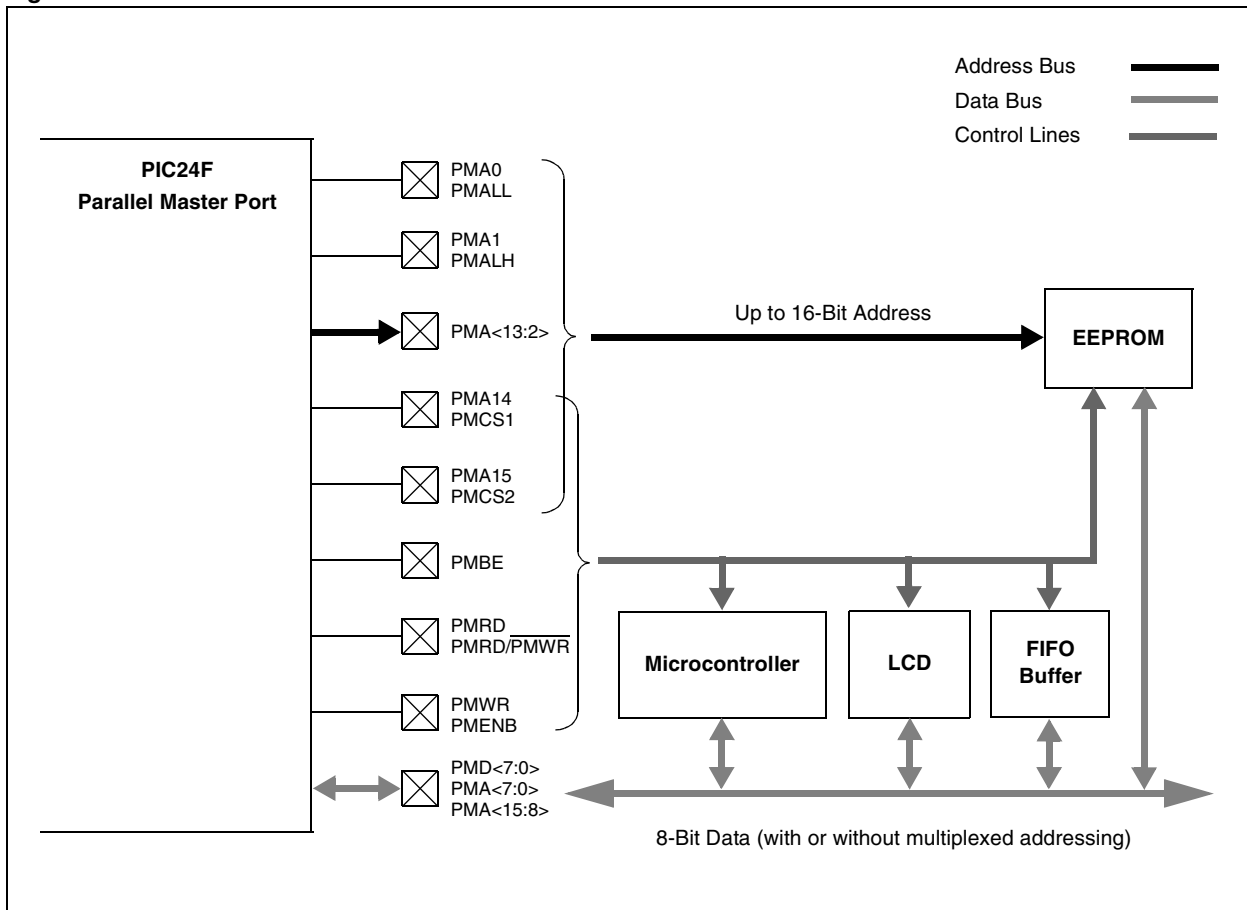 Address Bus
Data Bus
Control Lines
PIC24F
Parallel Master Port
PMA0
PMALL
PMA1
PMALH
PMA<13:2>
Up to 16-Bit Address
EEPROM
PMA14
PMCS1
PMA15
PMCS2
PMBE
PMRD
PMRD/PMWR
Microcontroller
LCD
FIFO
Buffer
PMWR
PMENB
PMD<7:0>
PMA<7:0>
PMA<15:8>
8-Bit Data (with or without multiplexed addressing)